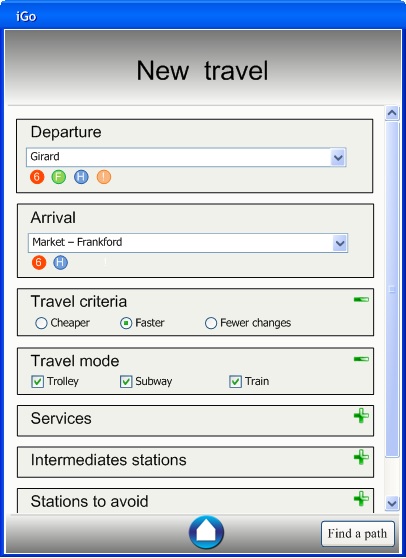 iGo
New travel
Departure
Girard
6 F H !
Arrival
Market – Frankford
6 H
Travel criteria
Cheaper Faster Fewer changes
Travel mode
Trolley Subway Train
Services
Intermediates stations
Stations to avoid
Find a path